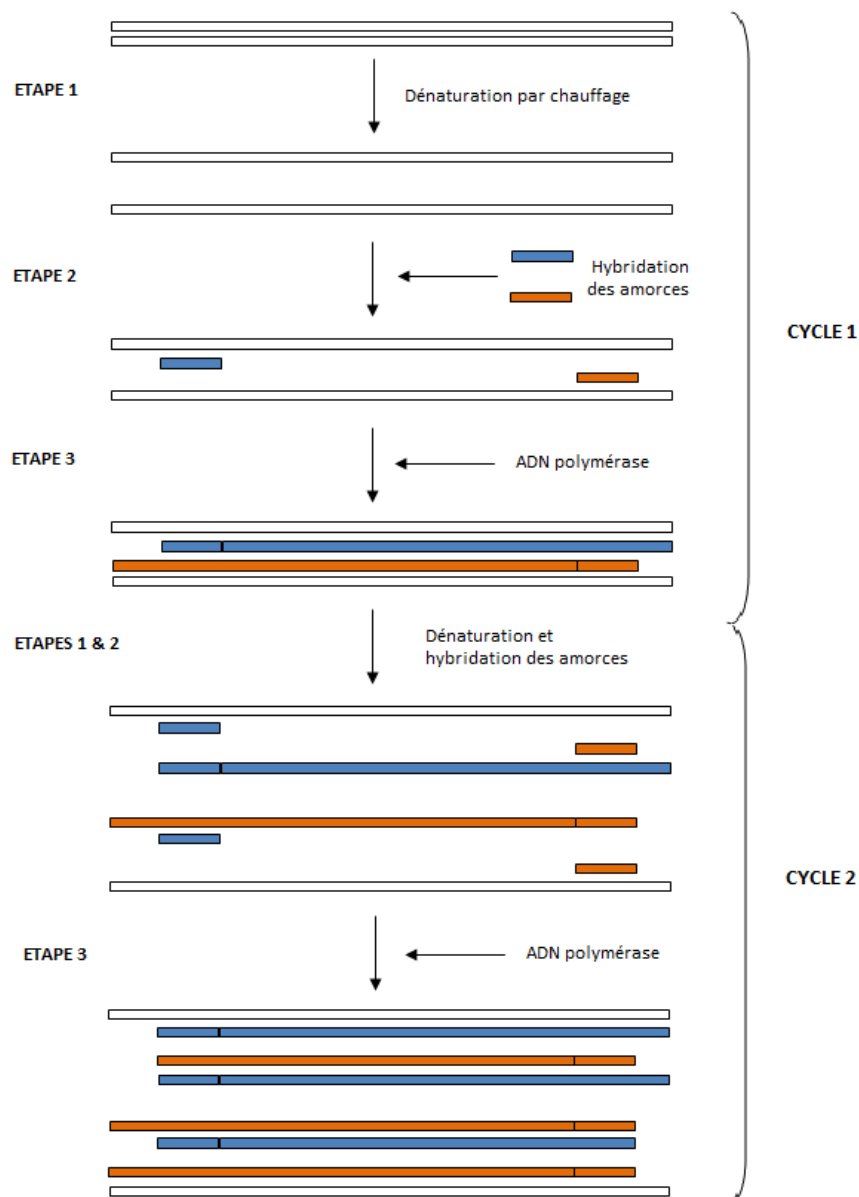 ETAPE 1
Dénaturation par chauffage
ETAPE 2
Hybridation
des amorces
CYCLE 1
ETAPE 3
ADN polymérase
ETAPES 1 & 2
Dénaturation et
hybridation des amorces
CYCLE 2
ETAPE 3
ADN polymérase